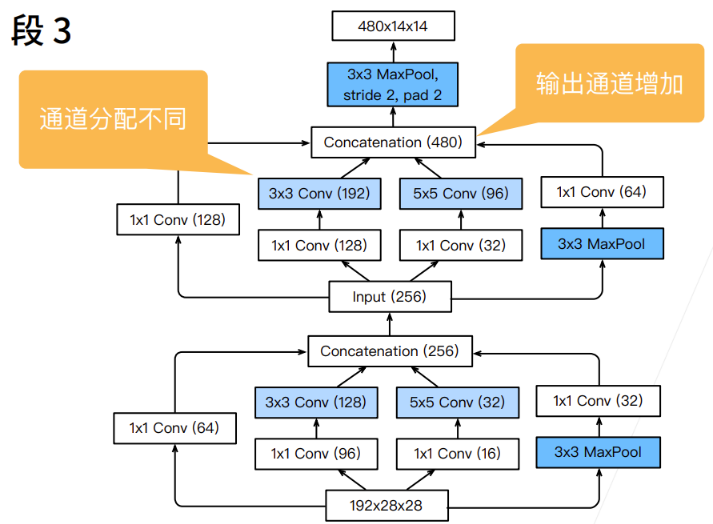 段 3
480x14x14
3x3 MaxPool,
stride 2, pad 2
通道分配不同
输出通道增加
Concatenation (480)
3x3 Conv (192)
5x5 Conv (96)
1x1 Conv (64)
1x1 Conv (128)
1x1 Conv (128)
1x1 Conv (32)
3x3 MaxPool
Input (256)
Concatenation (256)
3x3 Conv (128)
5x5 Conv (32)
1x1 Conv (32)
1x1 Conv (64)
1x1 Conv (96)
1x1 Conv (16)
3x3 MaxPool
192x28x28